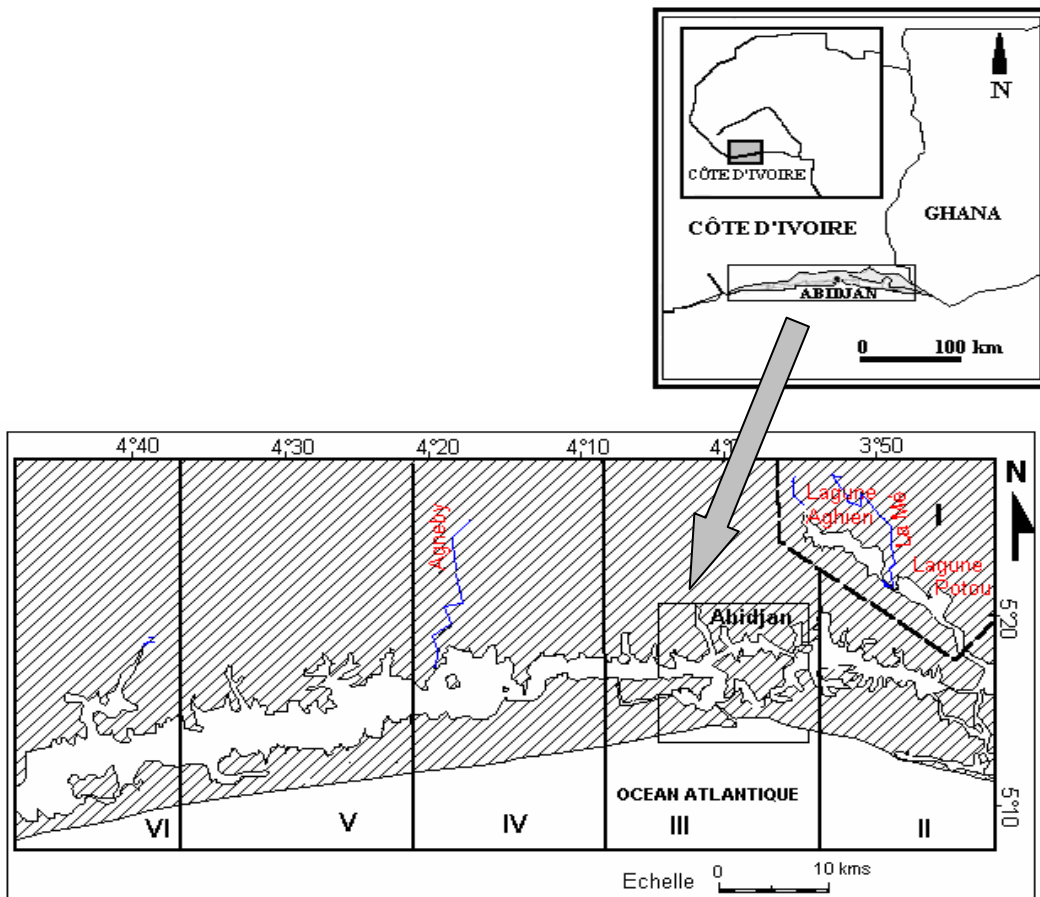 N
CÔTE D'IVOIRE
GHANA
CÔTE D'IVOIRE
ABIDJAN
0 100 km
4°40 4°30 4°20 4°10 3°50
N
Lagune
Aghien
La Mé
I
Agneby
Lagune
Potou
5°20
Abidjan
OCEAN ATLANTIQUE
5°10
VI V IV III II
Echelle 0 10 kms